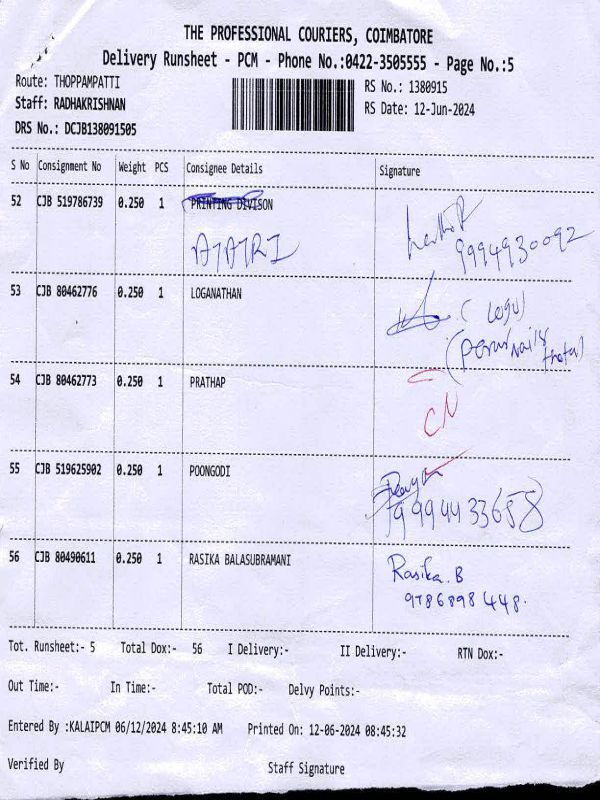 THE PROFESSIONAL COURIERS, COIMBATORE
Delivery Runsheet - PCM - Phone No.:0422-3505555 - Page No.:5
Route: THOPPAMPATTI
RS No.: 1380915
Staff: RADHAKRISHNAN
RS Date: 12-Jun-2024
DRS No.: DCJB138091505
S No Consignment No Weight PCS Consignee Details Signature
52 CJB 519786739 0.250 1 PRINTING DIVISON
9994930092
53 CJB 80462776 0.250 1 LOGANATHAN
(Logu)
54 CJB 80462773 0.250 1 PRATHAP
CN
55 CJB 519625902 0.250 1 POONGODI
9994433658
56 CJB 80490611 0.250 1 RASIKA BALASUBRAMANI
Rasika.B
9786898448.
Tot. Runsheet:- 5 Total Dox:- 56 I Delivery:- II Delivery:- RTN Dox:-
Out Time:- In Time:- Total POD:- Delvy Points:-
Entered By :KALAIPCM 06/12/2024 8:45:10 AM Printed On: 12-06-2024 08:45:32
Verified By Staff Signature